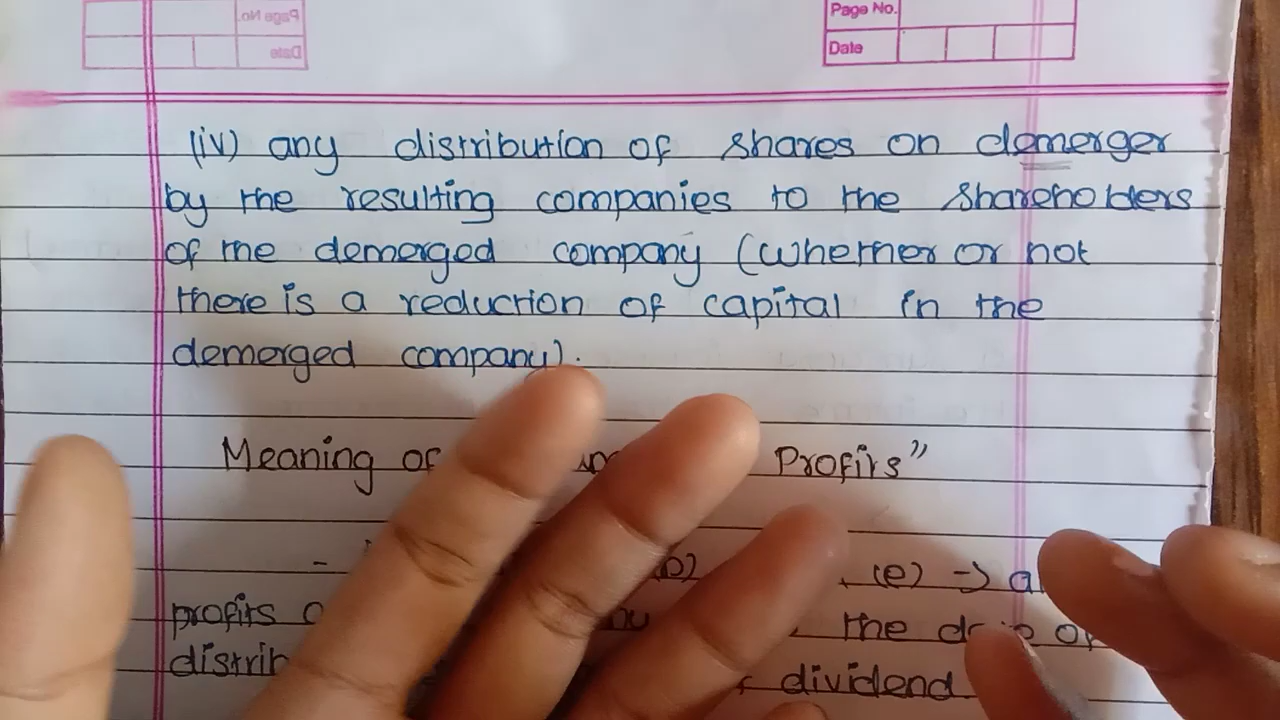 Page No.
Date
Page No.
Date
(iv) any distribution of shares on demerger
by the resulting companies to the shareholders
of the demerged company (whether or not
there is a reduction of capital in the
demerged company).
Meaning of Profits"
- (e) → 
profits
the
dividend